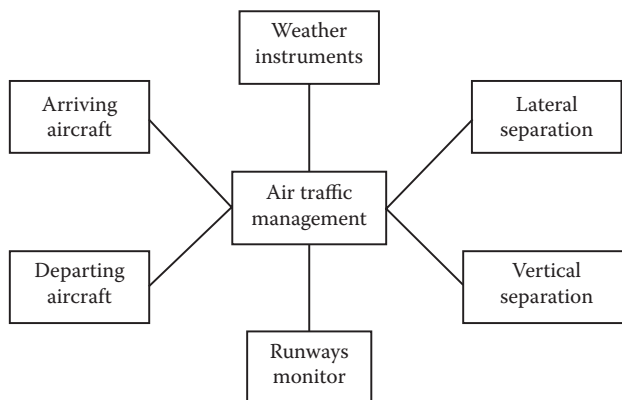 Weather
instruments
Arriving
aircraft
Lateral
separation
Air traffic
management
Departing
aircraft
Vertical
separation
Runways
monitor